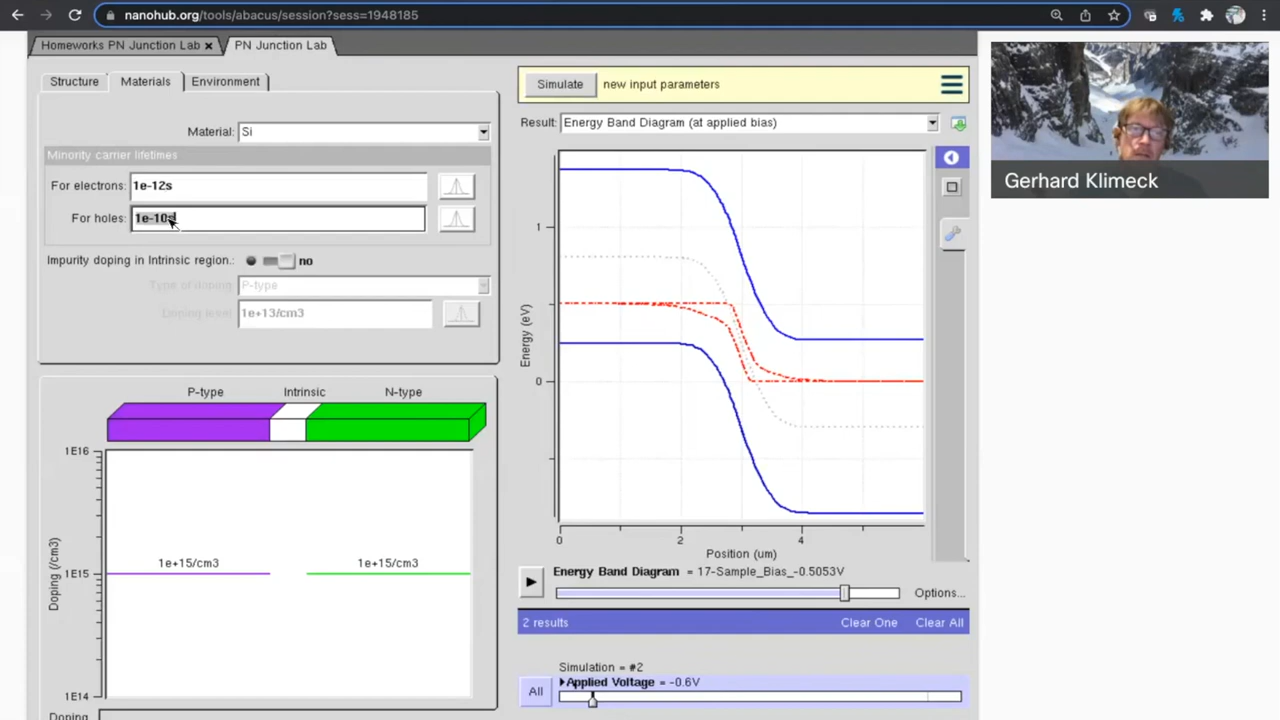 nanohub.org/tools/abacus/session?sess=1948185
Homeworks PN Junction Lab
PN Junction Lab
Structure
Materials
Environment
Material:
Si
Minority carrier lifetimes
For electrons:
1e-12s
For holes:
1e-10s
Impurity doping in Intrinsic region.:
no
Type of doping:
P-type
Doping level:
1e+13/cm3
P-type
Intrinsic
N-type
1E16
1E15
1E14
Doping (/cm3)
1e+15/cm3
1e+15/cm3
Doping
Simulate
new input parameters
Result:
Energy Band Diagram (at applied bias)
1
0
Energy (eV)
0
2
4
Position (um)
Energy Band Diagram = 17-Sample_Bias_-0.5053V
Options...
2 results
Clear One
Clear All
Simulation = #2
All
Applied Voltage = -0.6V
Gerhard Klimeck